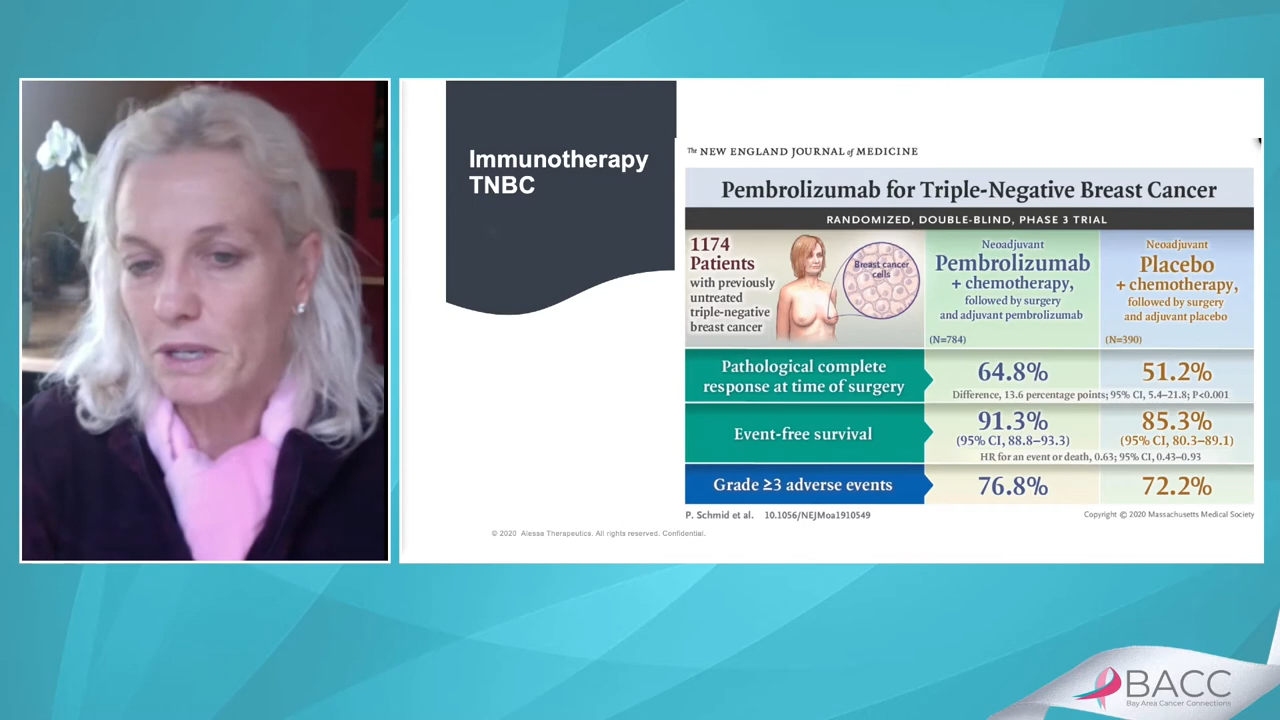 Immunotherapy
TNBC
The NEW ENGLAND JOURNAL of MEDICINE
Pembrolizumab for Triple-Negative Breast Cancer
RANDOMIZED, DOUBLE-BLIND, PHASE 3 TRIAL
1174
Patients
with previously
untreated
triple-negative
breast cancer
Breast cancer
cells
Neoadjuvant
Pembrolizumab
+ chemotherapy,
followed by surgery
and adjuvant pembrolizumab
(N=784)
Neoadjuvant
Placebo
+ chemotherapy,
followed by surgery
and adjuvant placebo
(N=390)
Pathological complete
response at time of surgery
64.8%
51.2%
Difference, 13.6 percentage points; 95% CI, 5.4–21.8; P<0.001
Event-free survival
91.3%
(95% CI, 88.8–93.3)
85.3%
(95% CI, 80.3–89.1)
HR for an event or death, 0.63; 95% CI, 0.43–0.93
Grade ≥3 adverse events
76.8%
72.2%
P. Schmid et al. 10.1056/NEJMoa1910549
Copyright © 2020 Massachusetts Medical Society
© 2020 Alessa Therapeutics. All rights reserved. Confidential.
BACC
Bay Area Cancer Connections